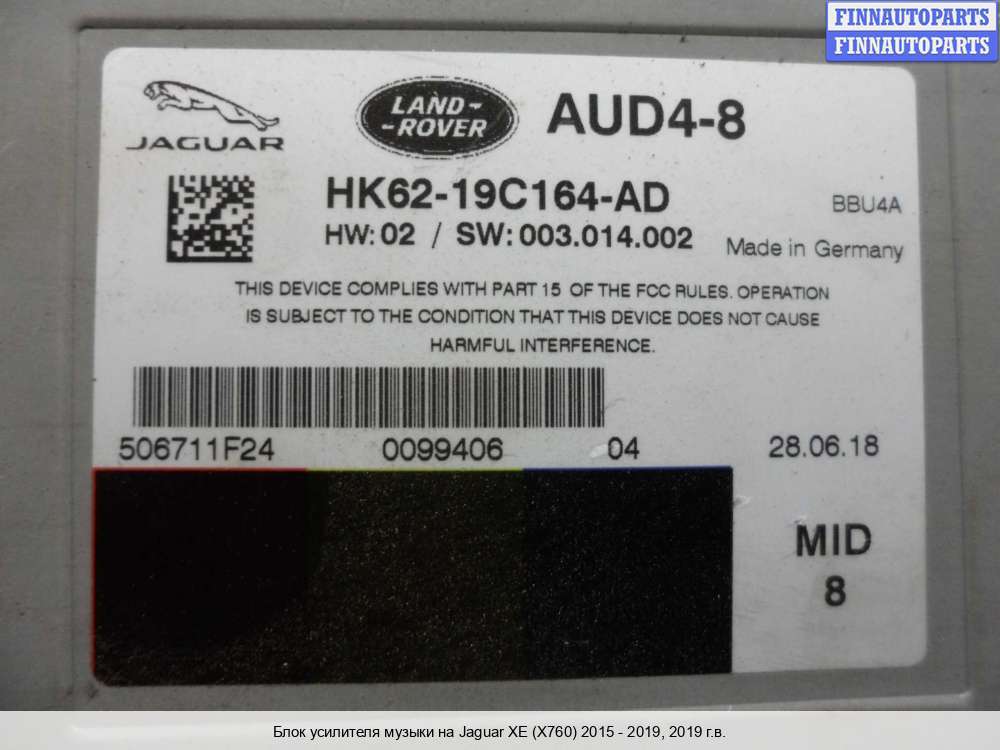 FINNAUTOPARTS
FINNAUTOPARTS
JAGUAR
LAND-
-ROVER
AUD4-8
HK62-19C164-AD
BBU4A
HW: 02 / SW: 003.014.002
Made in Germany
THIS DEVICE COMPLIES WITH PART 15 OF THE FCC RULES. OPERATION
IS SUBJECT TO THE CONDITION THAT THIS DEVICE DOES NOT CAUSE
HARMFUL INTERFERENCE.
506711F24 0099406 04 28.06.18
MID
8
Блок усилителя музыки на Jaguar XE (X760) 2015 - 2019, 2019 г.в.